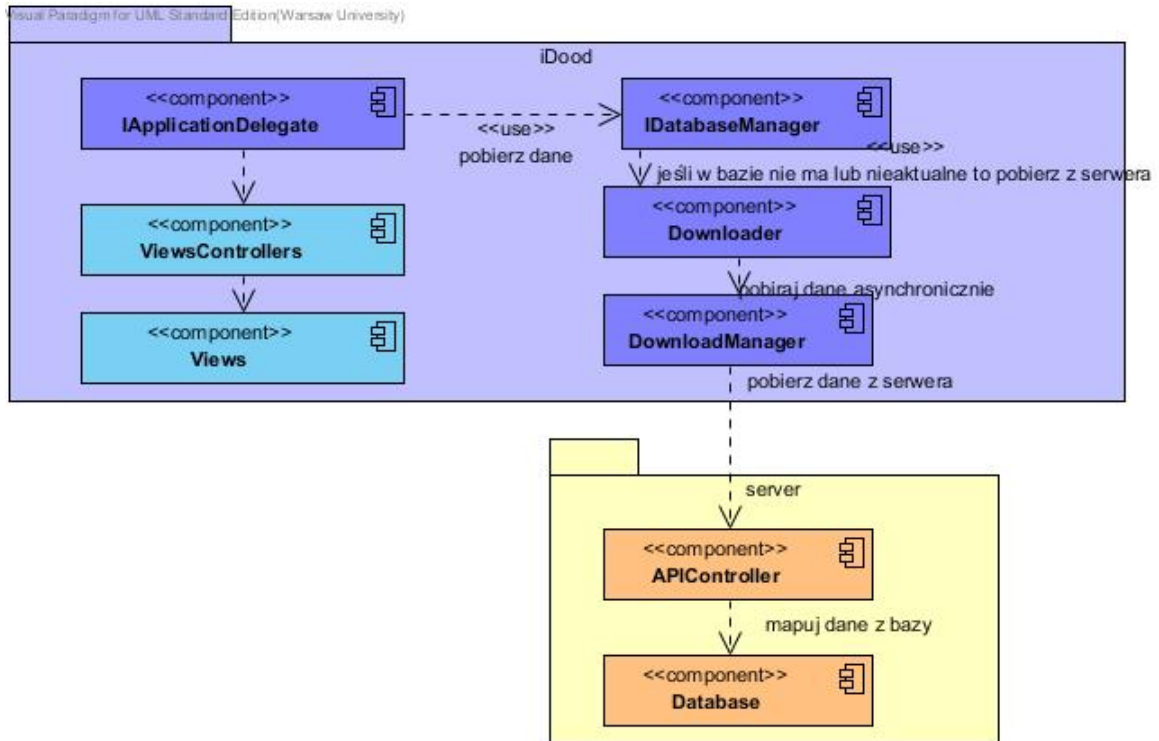 Visual Paradigm for UML Standard Edition(Warsaw University)
iDood
<<component>>
IApplicationDelegate
<<use>>
pobierz dane
<<component>>
IDatabaseManager
<<use>>
jeśli w bazie nie ma lub nieaktualne to pobierz z serwera
<<component>>
ViewsControllers
<<component>>
Downloader
pobiraj dane asynchronicznie
<<component>>
Views
<<component>>
DownloadManager
pobierz dane z serwera
server
<<component>>
APIController
mapuj dane z bazy
<<component>>
Database